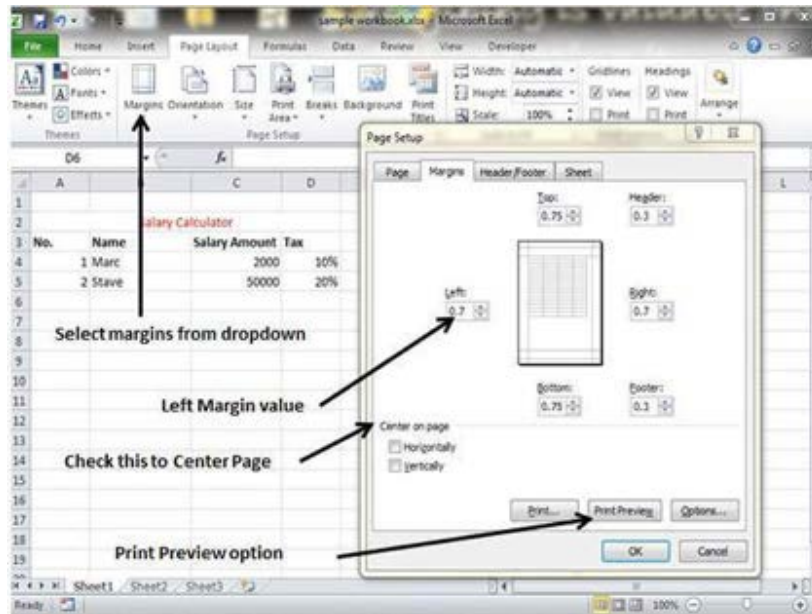 sample workbook.xlsx - Microsoft Excel
File Home Insert Page Layout Formulas Data Review View Developer
Themes Colors Fonts Effects
Margins Orientation Size Print Area Breaks Background Print Titles
Width: Automatic
Height: Automatic
Scale: 100%
Gridlines View Print
Headings View Print
Arrange
Themes Page Setup
D6 fx
A C D L
1
2 Salary Calculator
3 No. Name Salary Amount Tax
4 1 Marc 2000 10%
5 2 Stave 50000 20%
6
7
8
9
10
11
12
13
14
15
16
17
18
19
Select margins from dropdown
Left Margin value
Check this to Center Page
Print Preview option
Page Setup
Page Margins Header/Footer Sheet
Top: Header:
0.75 0.3
Left: Right:
0.7 0.7
Bottom: Footer:
0.75 0.3
Center on page
Horizontally
Vertically
Print... Print Preview Options...
OK Cancel
Sheet1 Sheet2 Sheet3
Ready 100%